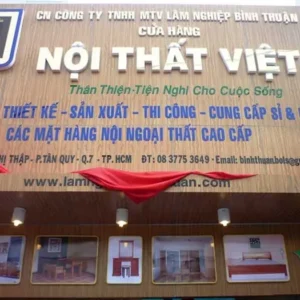 CN CÔNG TY TNHH MTV LÂM NGHIỆP BÌNH THUẬN
CỬA HÀNG
NỘI THẤT VIỆT
Thân Thiện-Tiện Nghi Cho Cuộc Sống
THIẾT KẾ - SẢN XUẤT - THI CÔNG - CUNG CẤP SỈ &
CÁC MẶT HÀNG NỘI NGOẠI THẤT CAO CẤP
THẬP - P.TÂN QUY - Q.7 - TP.HCM ĐT: 08 3775 3649 - Email: binhthuan.bois@g